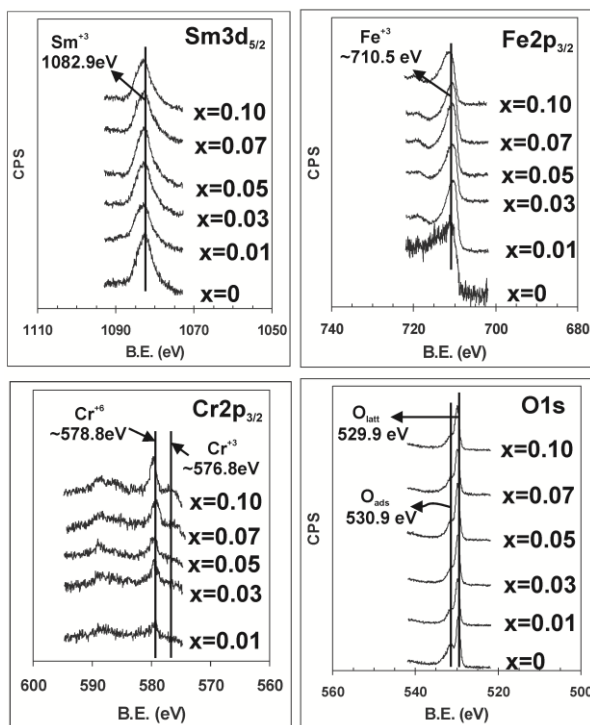 Sm3d5/2
Sm+3
1082.9eV
x=0.10
x=0.07
x=0.05
x=0.03
x=0.01
x=0
CPS
1110 1090 1070 1050
B.E. (eV)
Fe2p3/2
Fe+3
~710.5 eV
x=0.10
x=0.07
x=0.05
x=0.03
x=0.01
x=0
CPS
740 720 700 680
B.E. (eV)
Cr2p3/2
Cr+6
~578.8eV
Cr+3
~576.8eV
x=0.10
x=0.07
x=0.05
x=0.03
x=0.01
CPS
600 590 580 570 560
B.E. (eV)
O1s
Olatt
529.9 eV
Oads
530.9 eV
x=0.10
x=0.07
x=0.05
x=0.03
x=0.01
x=0
CPS
560 540 520 500
B.E. (eV)